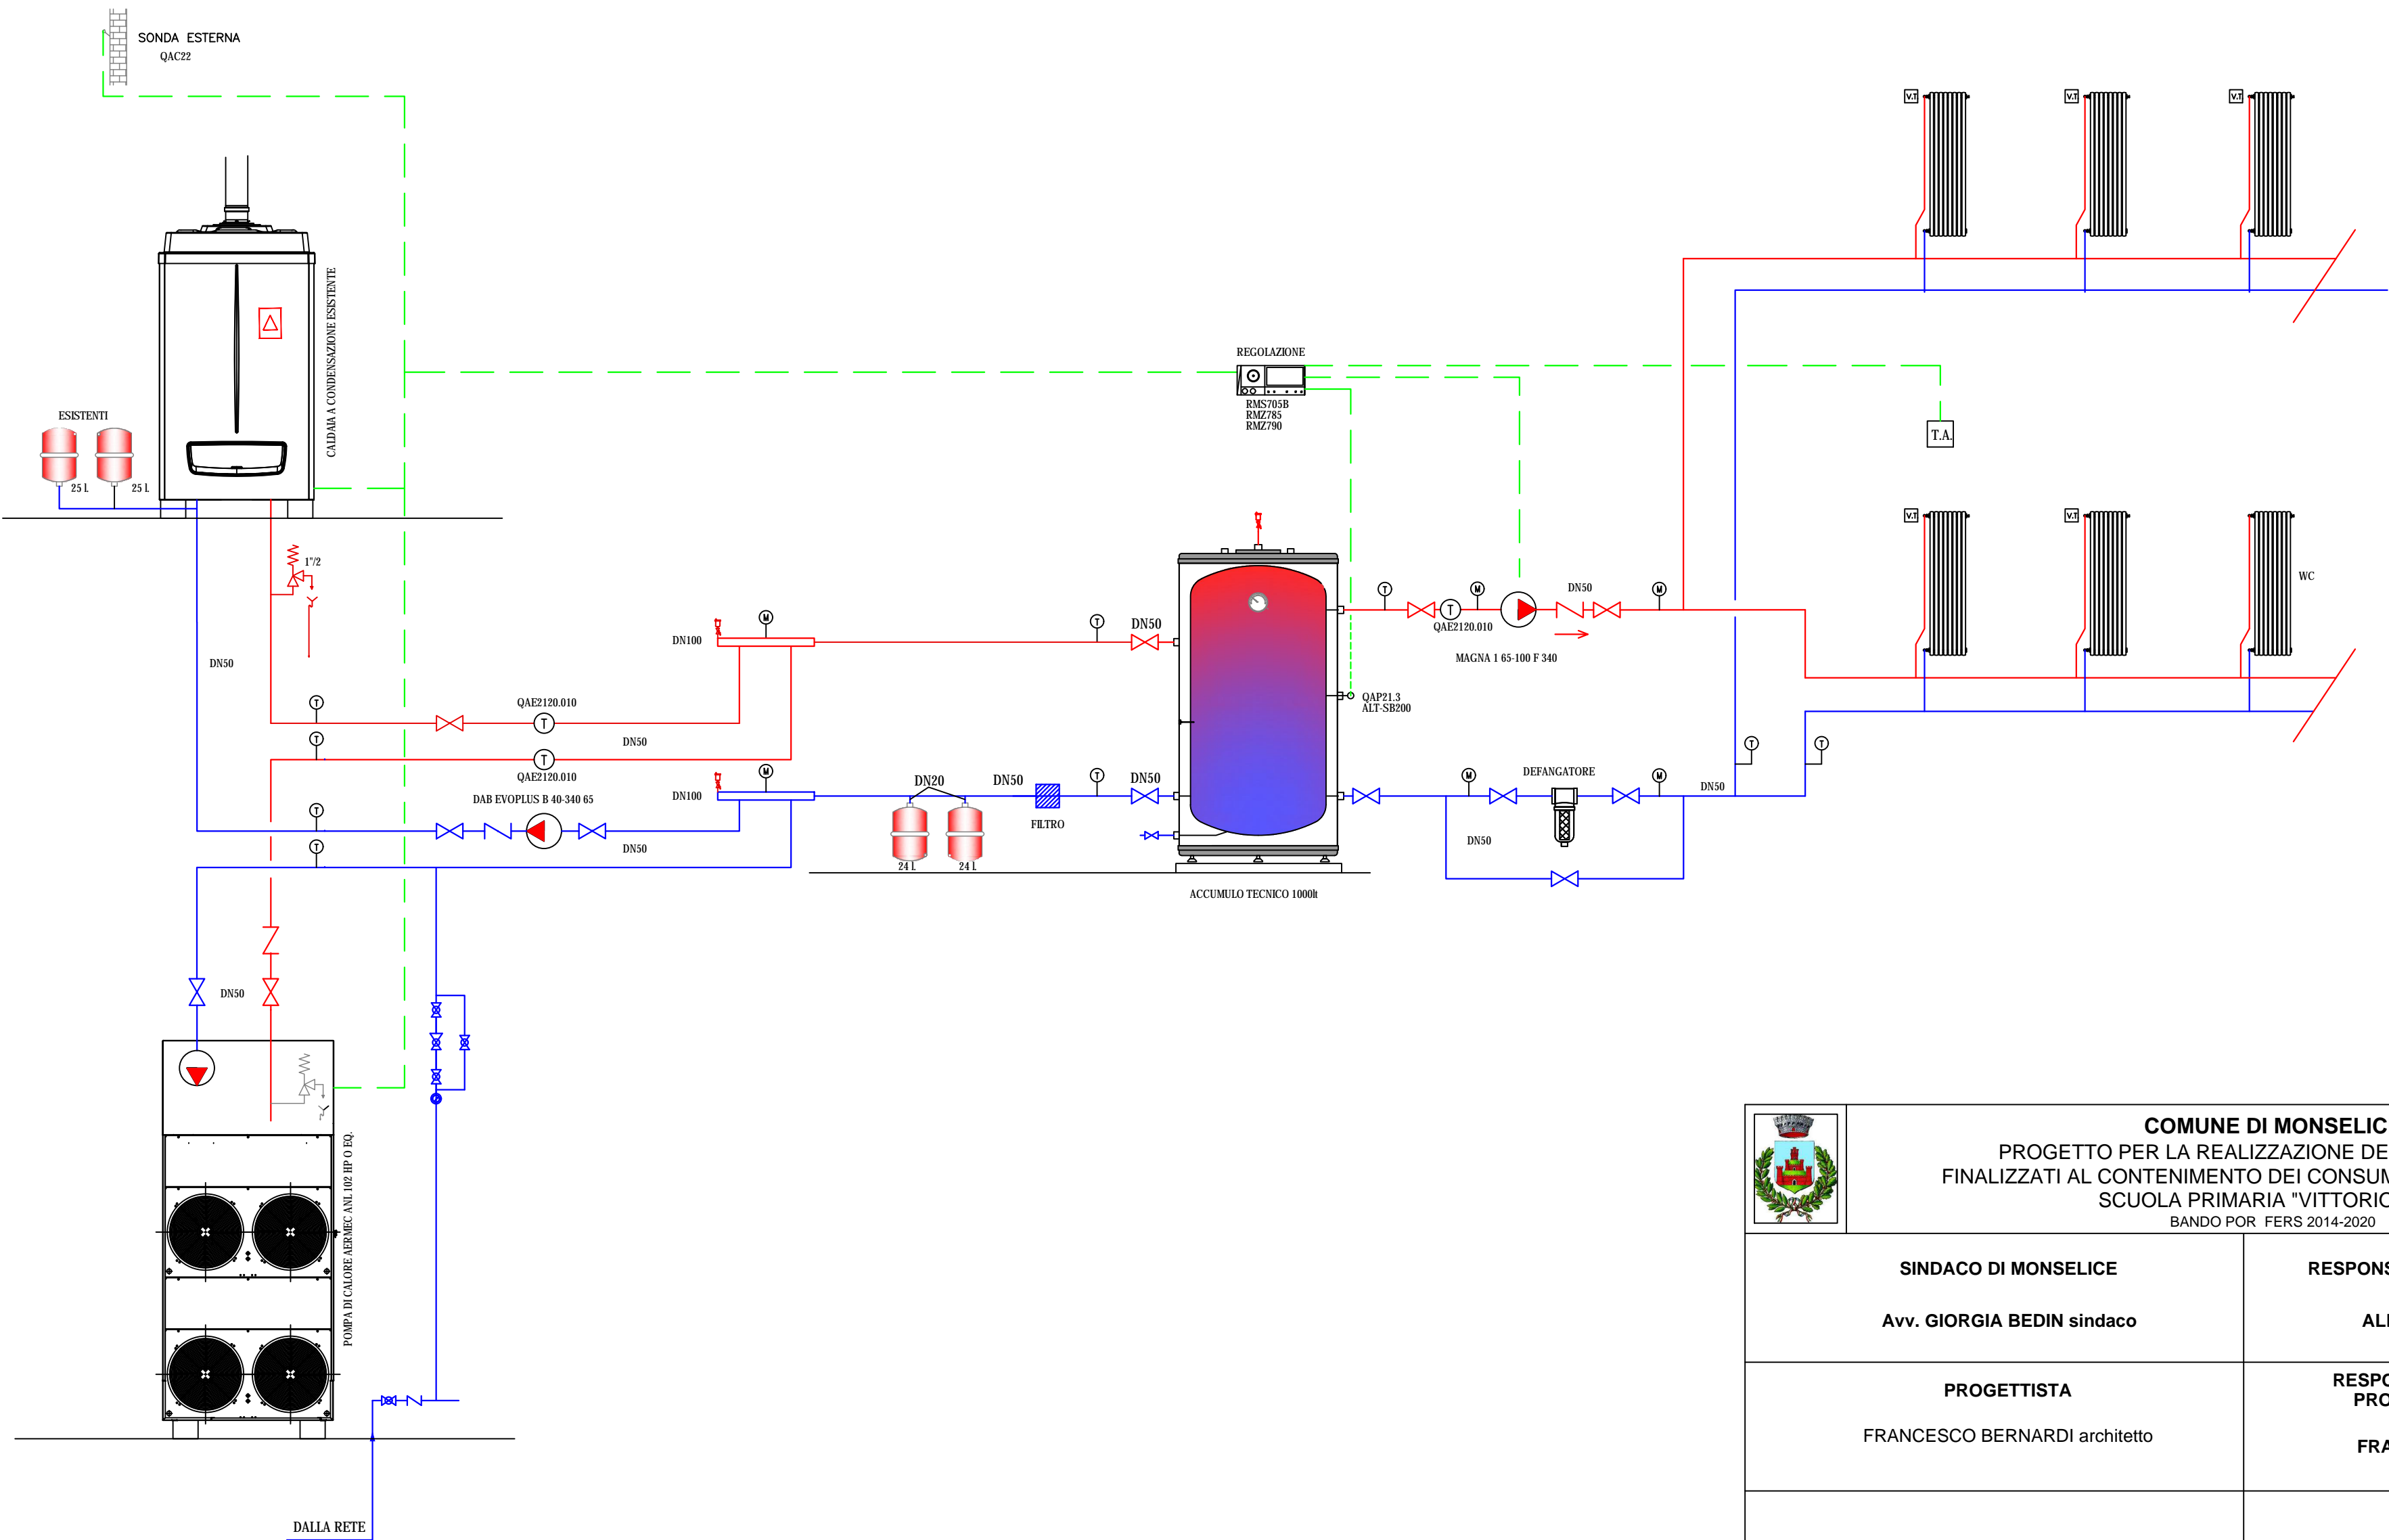 SONDA ESTERNA
QAC22
V.T
V.T
V.T
CALDAIA A CONDENSAZIONE ESISTENTE
REGOLAZIONE
RMS705B
RMZ785
RMZ790
ESISTENTI
25 l.
25 l.
T.A.
V.T
V.T
WC
1"/2
DN50
DN100
M
T
DN50
T
T
QAE2120.010
M
DN50
M
MAGNA 1 65-100 F 340
QAP21.3
ALT-SB200
T
QAE2120.010
T
DN50
T
T
QAE2120.010
DAB EVOPLUS B 40-340 65
T
DN50
T
DN100
M
DN20
DN50
FILTRO
T
DN50
24 l.
24 l.
ACCUMULO TECNICO 1000lt
M
DEFANGATORE
M
DN50
DN50
T
T
DN50
POMPA DI CALORE AERMEC ANL 102 HP O EQ.
DALLA RETE
COMUNE DI MONSELIC
PROGETTO PER LA REALIZZAZIONE DE
FINALIZZATI AL CONTENIMENTO DEI CONSUM
SCUOLA PRIMARIA "VITTORIO
BANDO POR FERS 2014-2020
SINDACO DI MONSELICE
RESPONS
Avv. GIORGIA BEDIN sindaco
ALI
PROGETTISTA
RESPO
PRO
FRANCESCO BERNARDI architetto
FRA